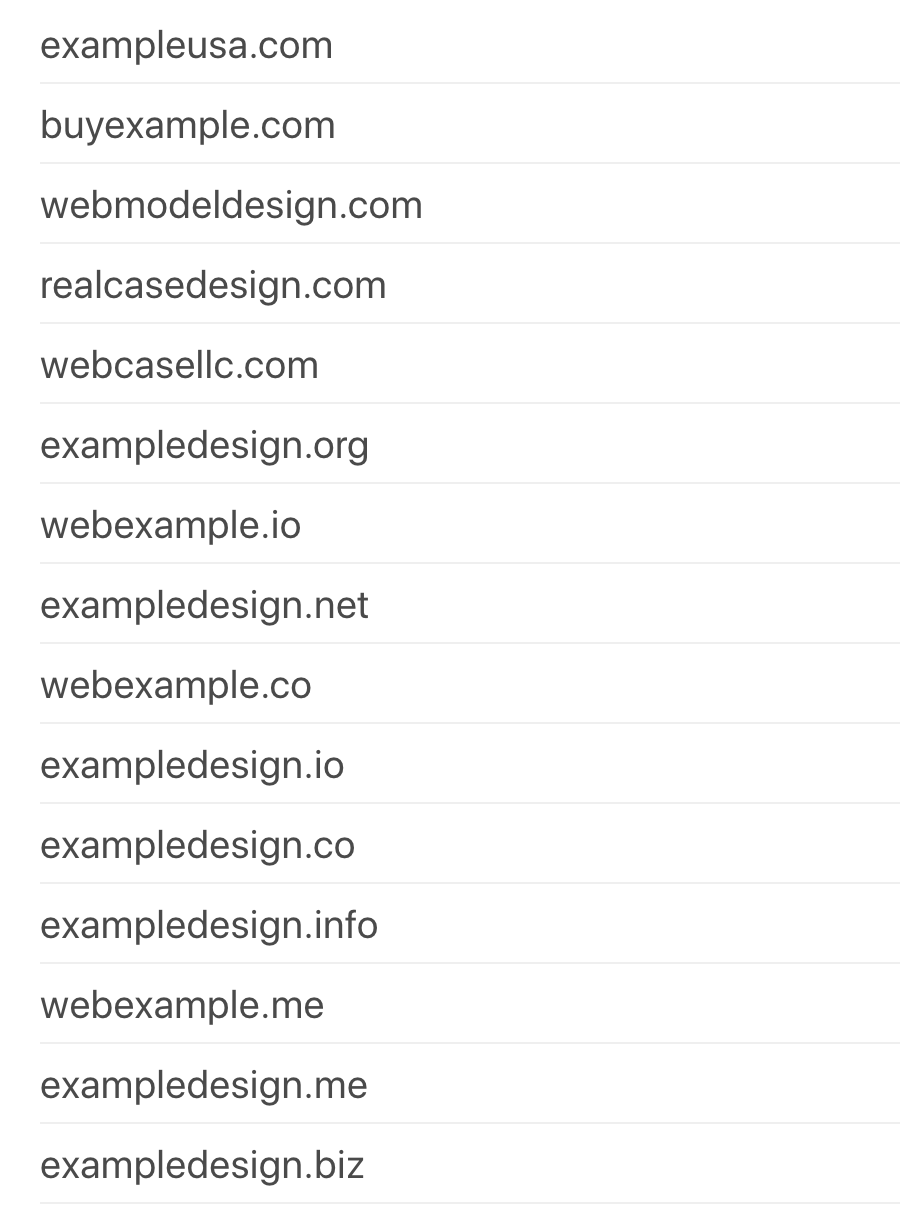 exampleusa.com
buyexample.com
webmodeldesign.com
realcasedesign.com
webcasellc.com
exampledesign.org
webexample.io
exampledesign.net
webexample.co
exampledesign.io
exampledesign.co
exampledesign.info
webexample.me
exampledesign.me
exampledesign.biz